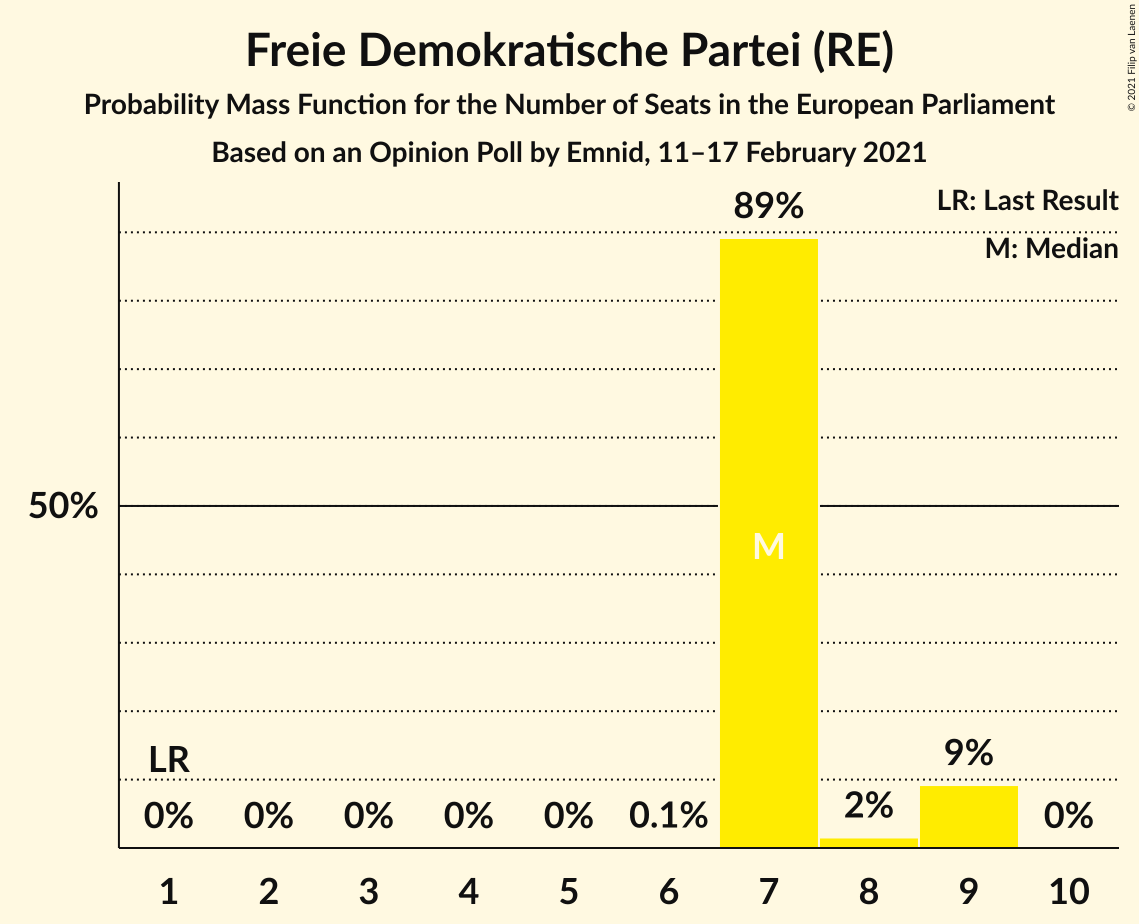 Freie Demokratische Partei (RE)
Probability Mass Function for the Number of Seats in the European Parliament
Based on an Opinion Poll by Emnid, 11–17 February 2021
© 2021 Filip van Laenen
LR: Last Result
M: Median
89%
50%
M
LR
9%
0% 0% 0% 0% 0% 0.1% 2% 0%
1 2 3 4 5 6 7 8 9 10